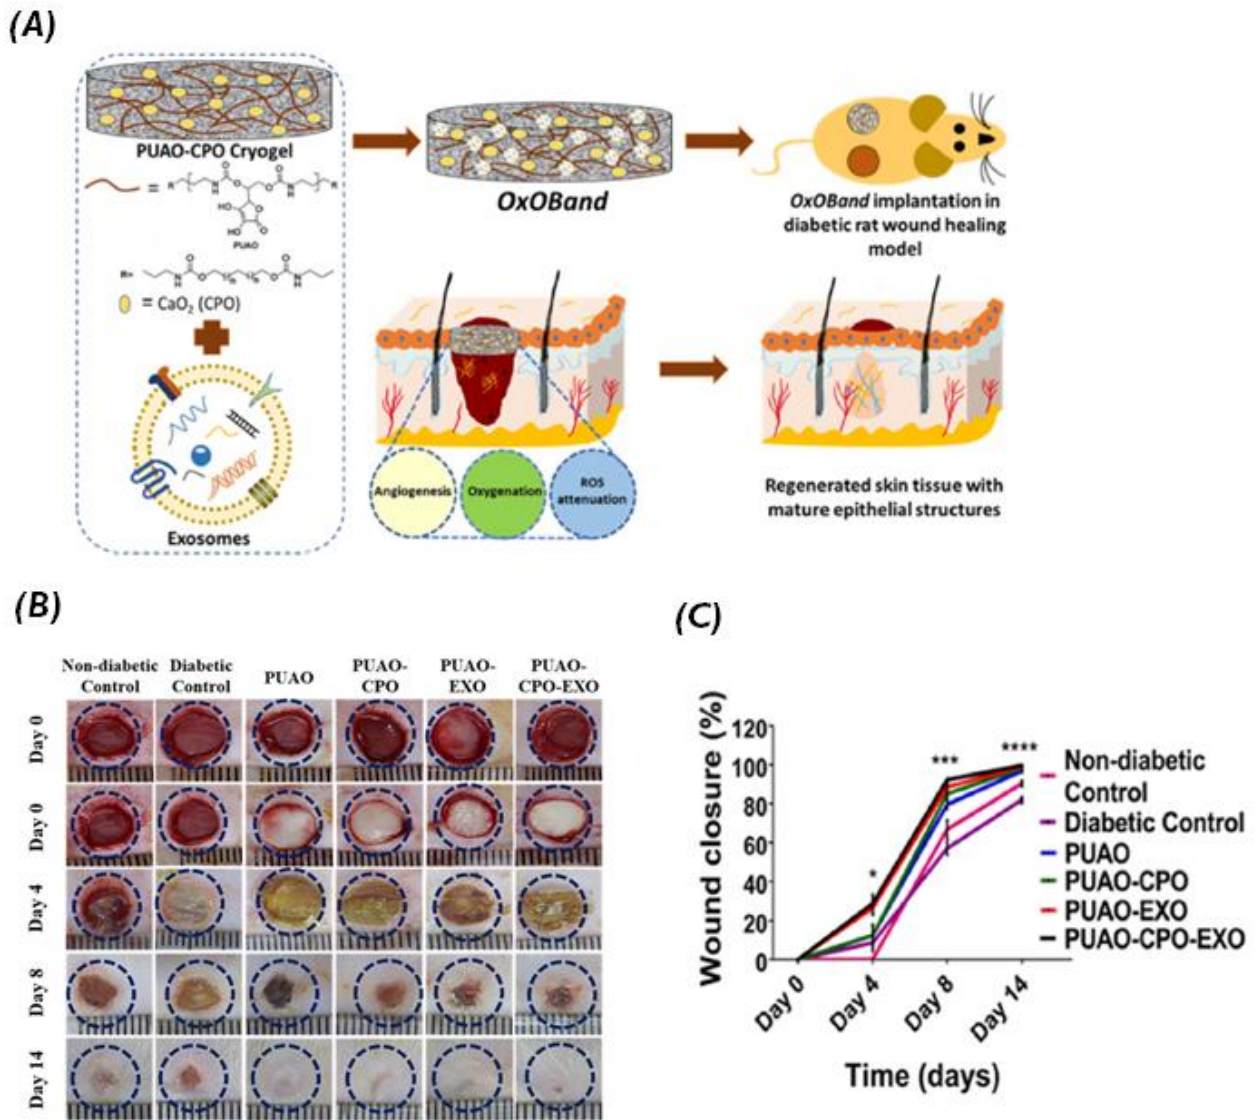 (A)
PUAO-CPO Cryogel
OxOBand
OxOBand implantation in
diabetic rat wound healing
model
=
R
O
NH
O
O
O
NH
R
HO
O
O
HO
PUAO
R=
= CaO₂ (CPO)
Exosomes
Angiogenesis
Oxygenation
ROS
attenuation
Regenerated skin tissue with
mature epithelial structures
(B)
Non-diabetic
Control
Diabetic
Control
PUAO
PUAO-
CPO
PUAO-
EXO
PUAO-
CPO-EXO
Day 0
Day 0
Day 4
Day 8
Day 14
(C)
Wound closure (%)
120
100
80
60
40
20
0
*
***
****
Day 0
Day 4
Day 8
Day 14
Time (days)
Non-diabetic
Control
Diabetic Control
PUAO
PUAO-CPO
PUAO-EXO
PUAO-CPO-EXO